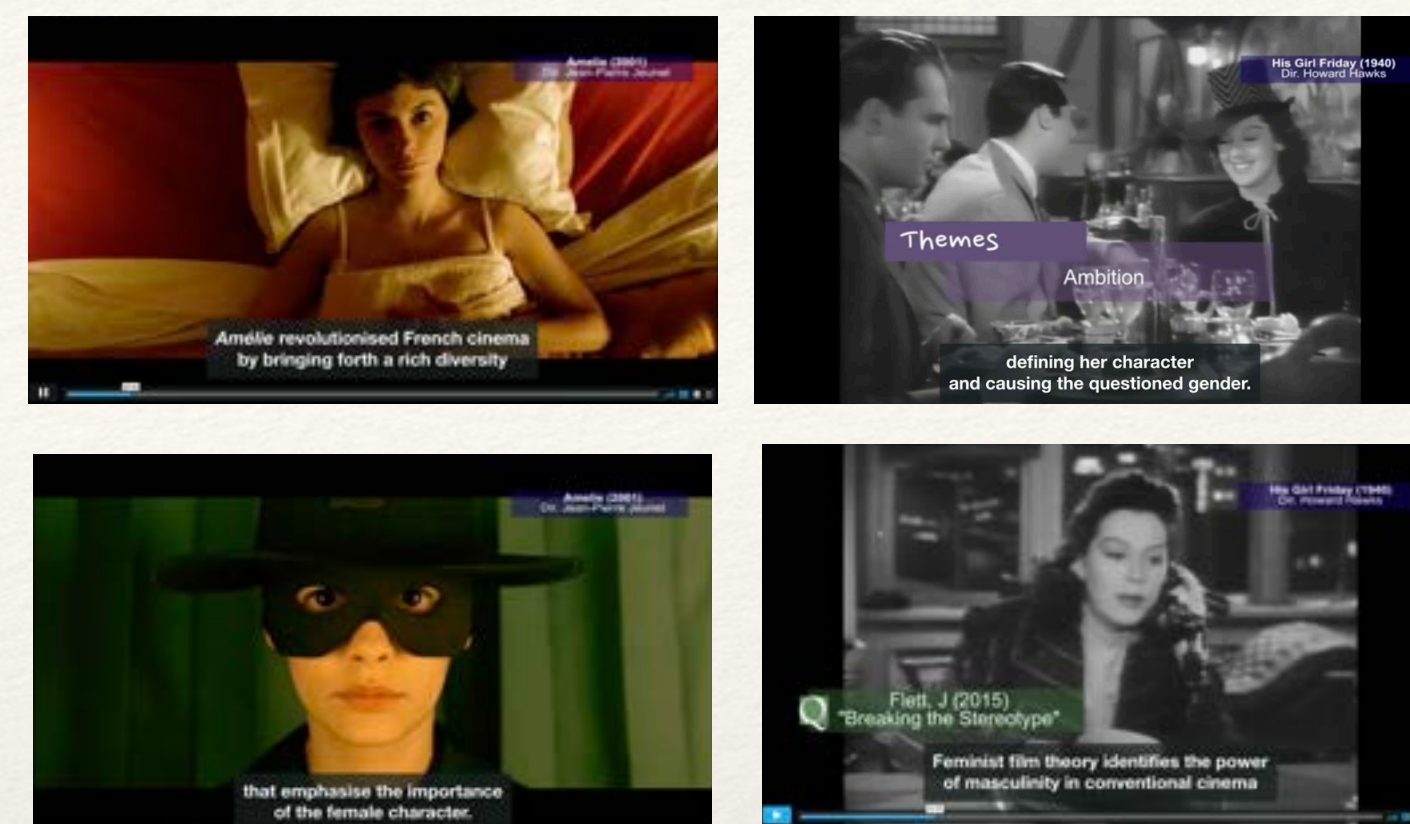 Amelie (2001)
Dir. Jean-Pierre Jeunet
Amélie revolutionised French cinema
by bringing forth a rich diversity
His Girl Friday (1940)
Dir. Howard Hawks
Themes
Ambition
defining her character
and causing the questioned gender.
Amelie (2001)
Dir. Jean-Pierre Jeunet
that emphasise the importance
of the female character.
His Girl Friday (1940)
Dir. Howard Hawks
Q
Flett, J (2015)
"Breaking the Stereotype"
Feminist film theory identifies the power
of masculinity in conventional cinema